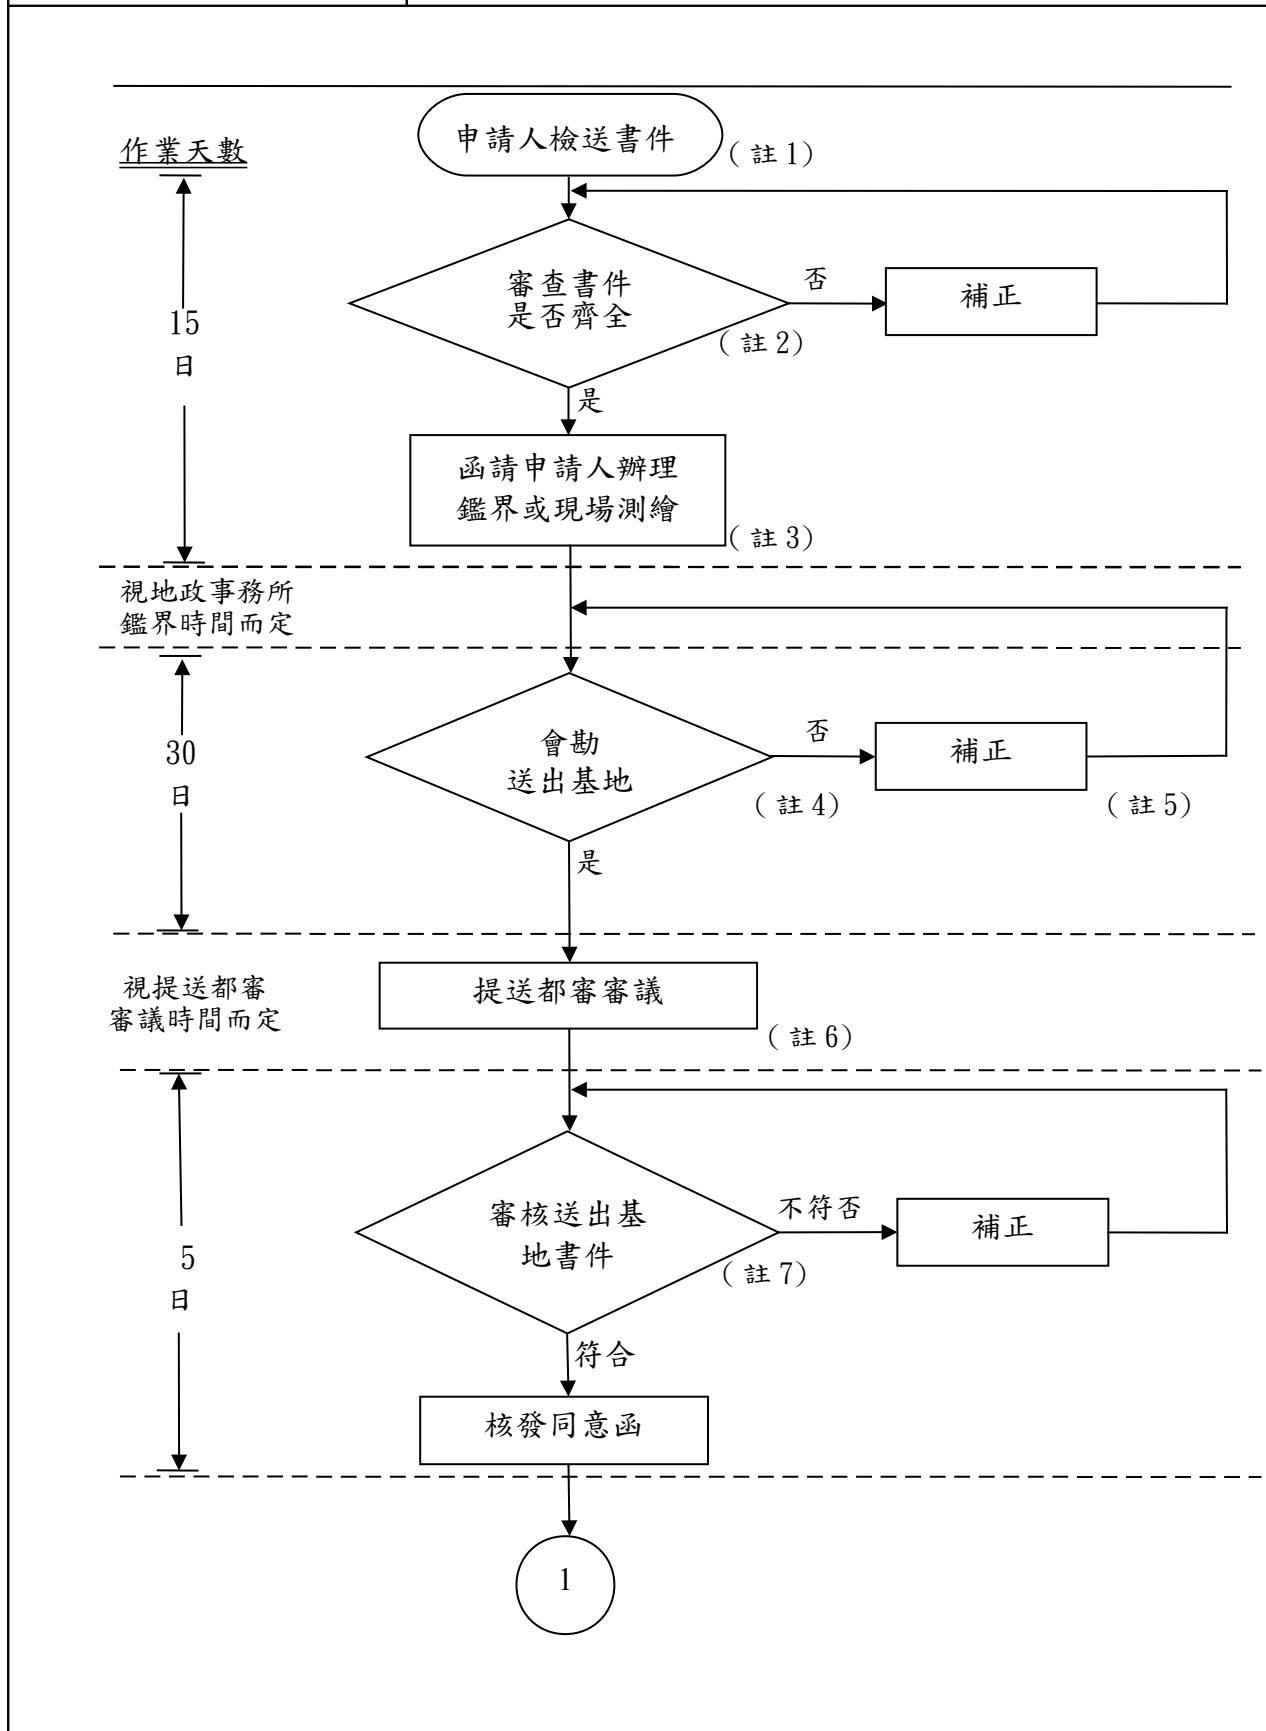 申請人檢送書件
(註1)
作業天數
審查書件
是否齊全
否
補正
(註2)
15
日
是
函請申請人辦理
鑑界或現場測繪
(註3)
視地政事務所
鑑界時間而定
會勘
送出基地
否
補正
(註4)
(註5)
30
日
是
視提送都審
審議時間而定
提送都審審議
(註6)
審核送出基
地書件
不符否
補正
(註7)
5
日
符合
核發同意函
1